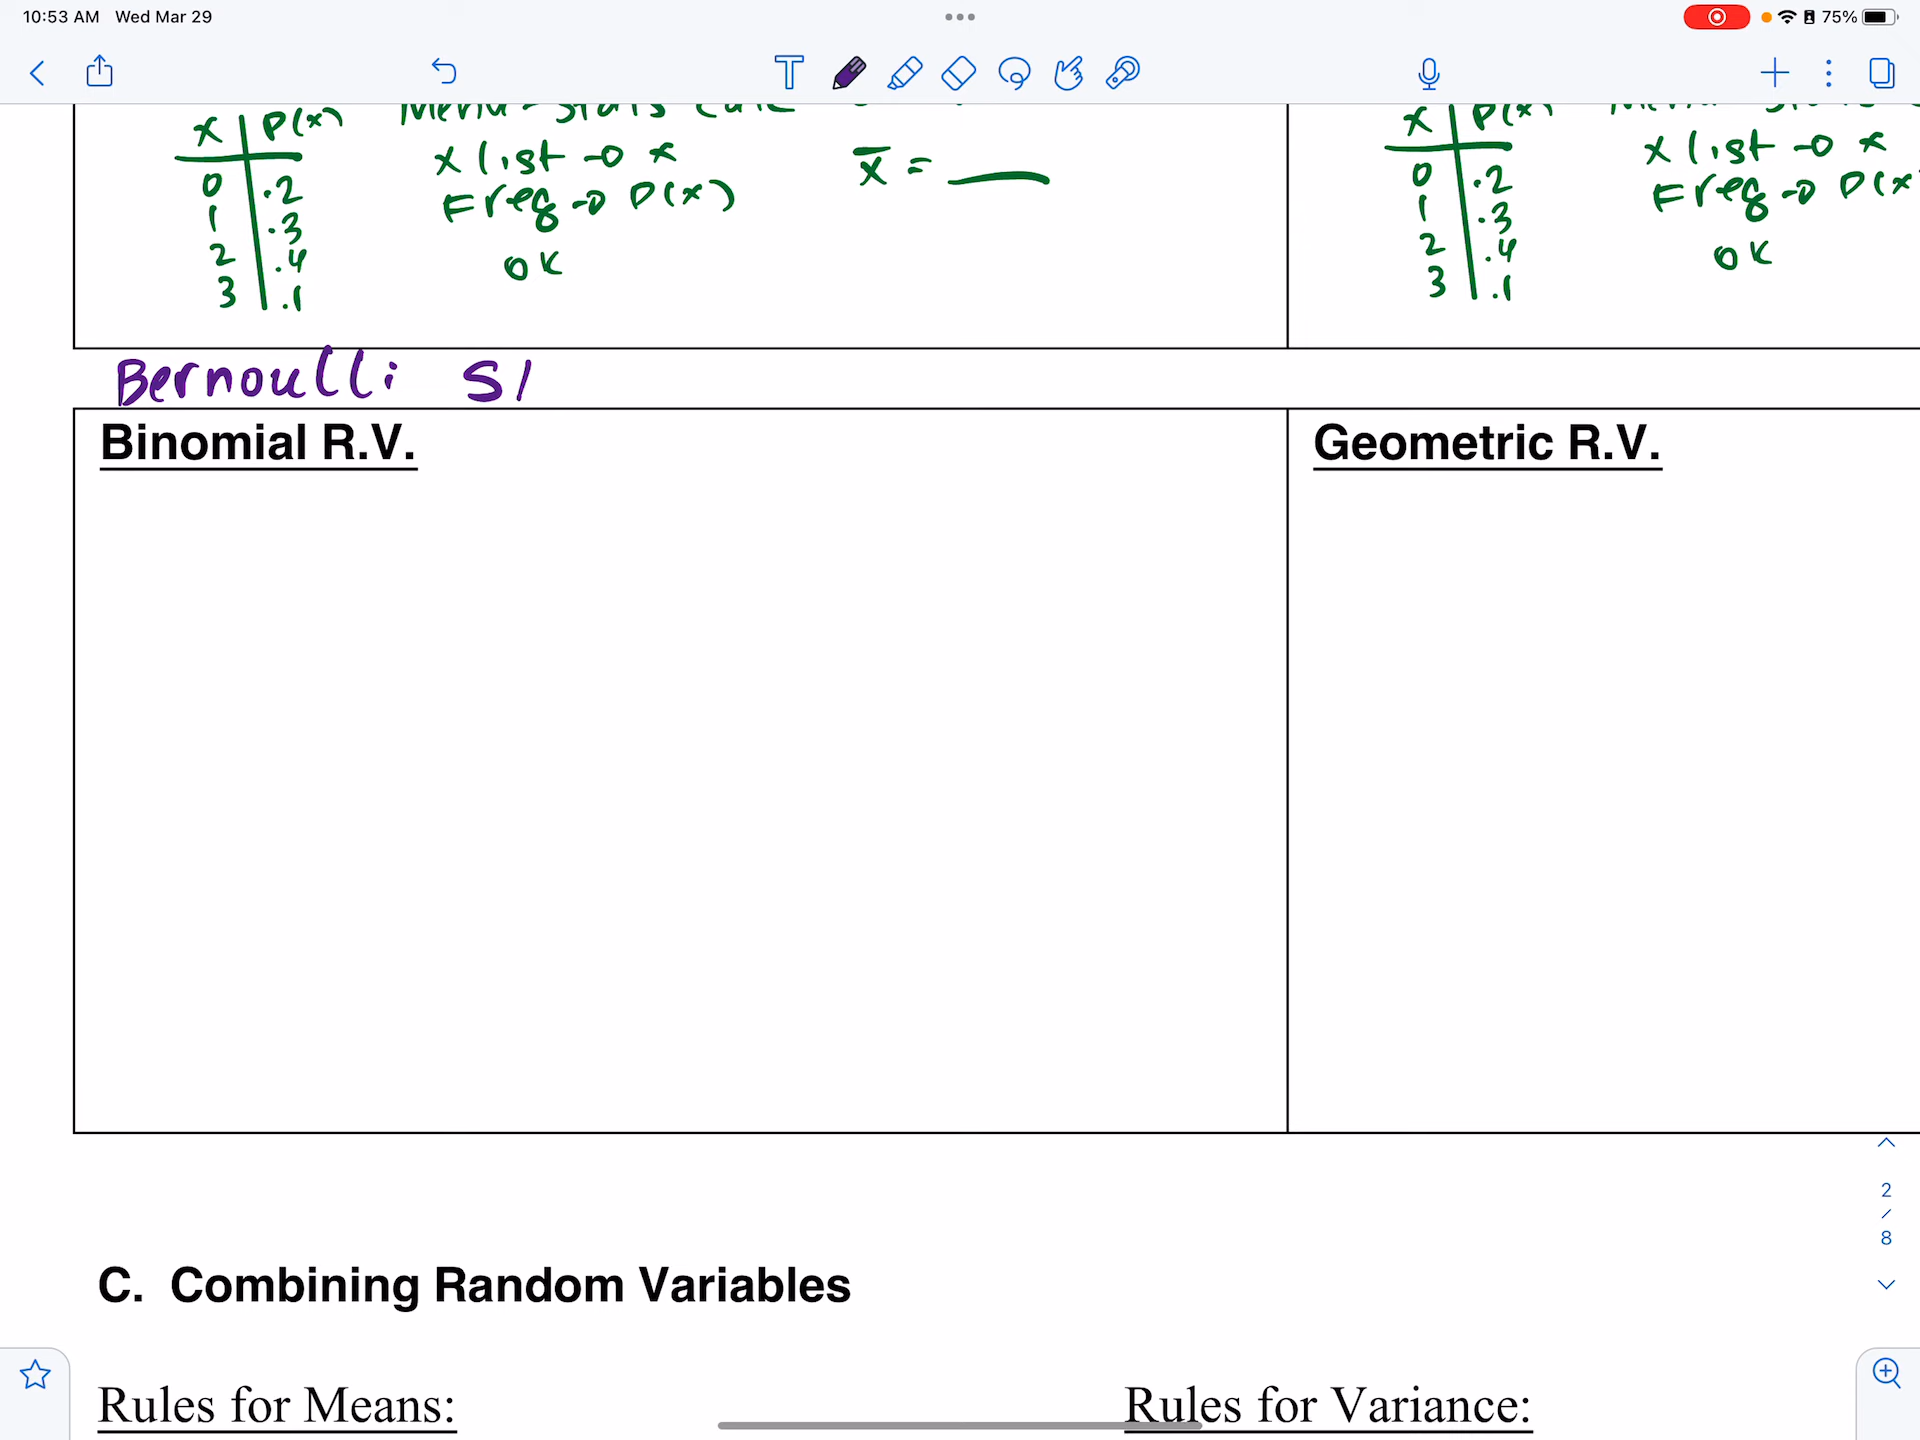 10:53 AM Wed Mar 29
75%
x P(x)
x list → x
Freq → P(x)
OK
x̄ = ____
0 .2
1 .3
2 .4
3 .1
x P(x)
x list → x
Freq → P(x
OK
0 .2
1 .3
2 .4
3 .1
Bernoulli S/
Binomial R.V.
Geometric R.V.
2
/
8
C. Combining Random Variables
Rules for Means:
Rules for Variance: